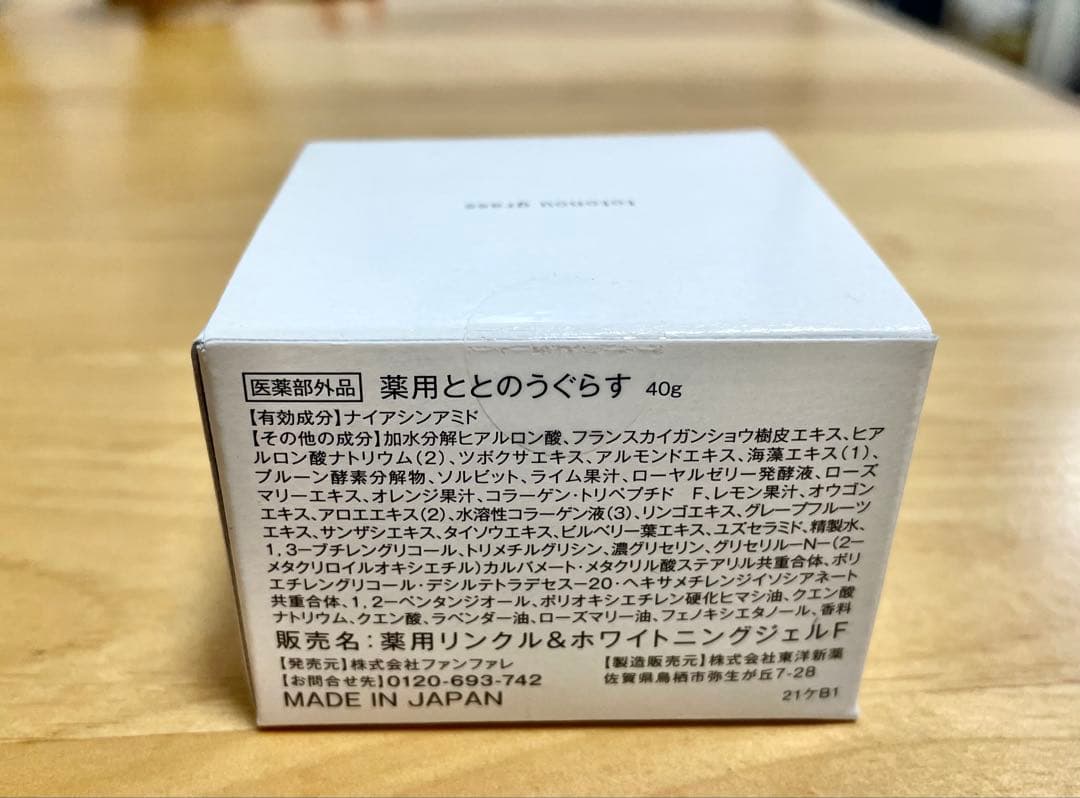 totonou grass
医薬部外品 薬用ととのうぐらす 40g
【有効成分】ナイアシンアミド
【その他の成分】加水分解ヒアルロン酸、フランスカイガンショウ樹皮エキス、ヒア
ルロン酸ナトリウム(2)、ツボクサエキス、アルモンドエキス、海藻エキス(1)、
プルーン酵素分解物、ソルビット、ライム果汁、ローヤルゼリー発酵液、ローズ
マリーエキス、オレンジ果汁、コラーゲン・トリペプチド F、レモン果汁、オウゴン
エキス、アロエエキス(2)、水溶性コラーゲン液(3)、リンゴエキス、グレープフルーツ
エキス、サンザシエキス、タイソウエキス、ビルベリー葉エキス、ユズセラミド、精製水、
1,3-ブチレングリコール、トリメチルグリシン、濃グリセリン、グリセリル-N-(2-
メタクリロイルオキシエチル)カルバメート・メタクリル酸ステアリル共重合体、ポリ
エチレングリコール・デシルテトラデセス-20・ヘキサメチレンジイソシアネート
共重合体、1,2-ペンタンジオール、ポリオキシエチレン硬化ヒマシ油、クエン酸
ナトリウム、クエン酸、ラベンダー油、ローズマリー油、フェノキシエタノール、香料
販売名:薬用リンクル&ホワイトニングジェルF
【発売元】株式会社ファンファレ
【お問合せ先】0120-693-742
MADE IN JAPAN
【製造販売元】株式会社東洋新薬
佐賀県鳥栖市弥生が丘7-28
21ケB1